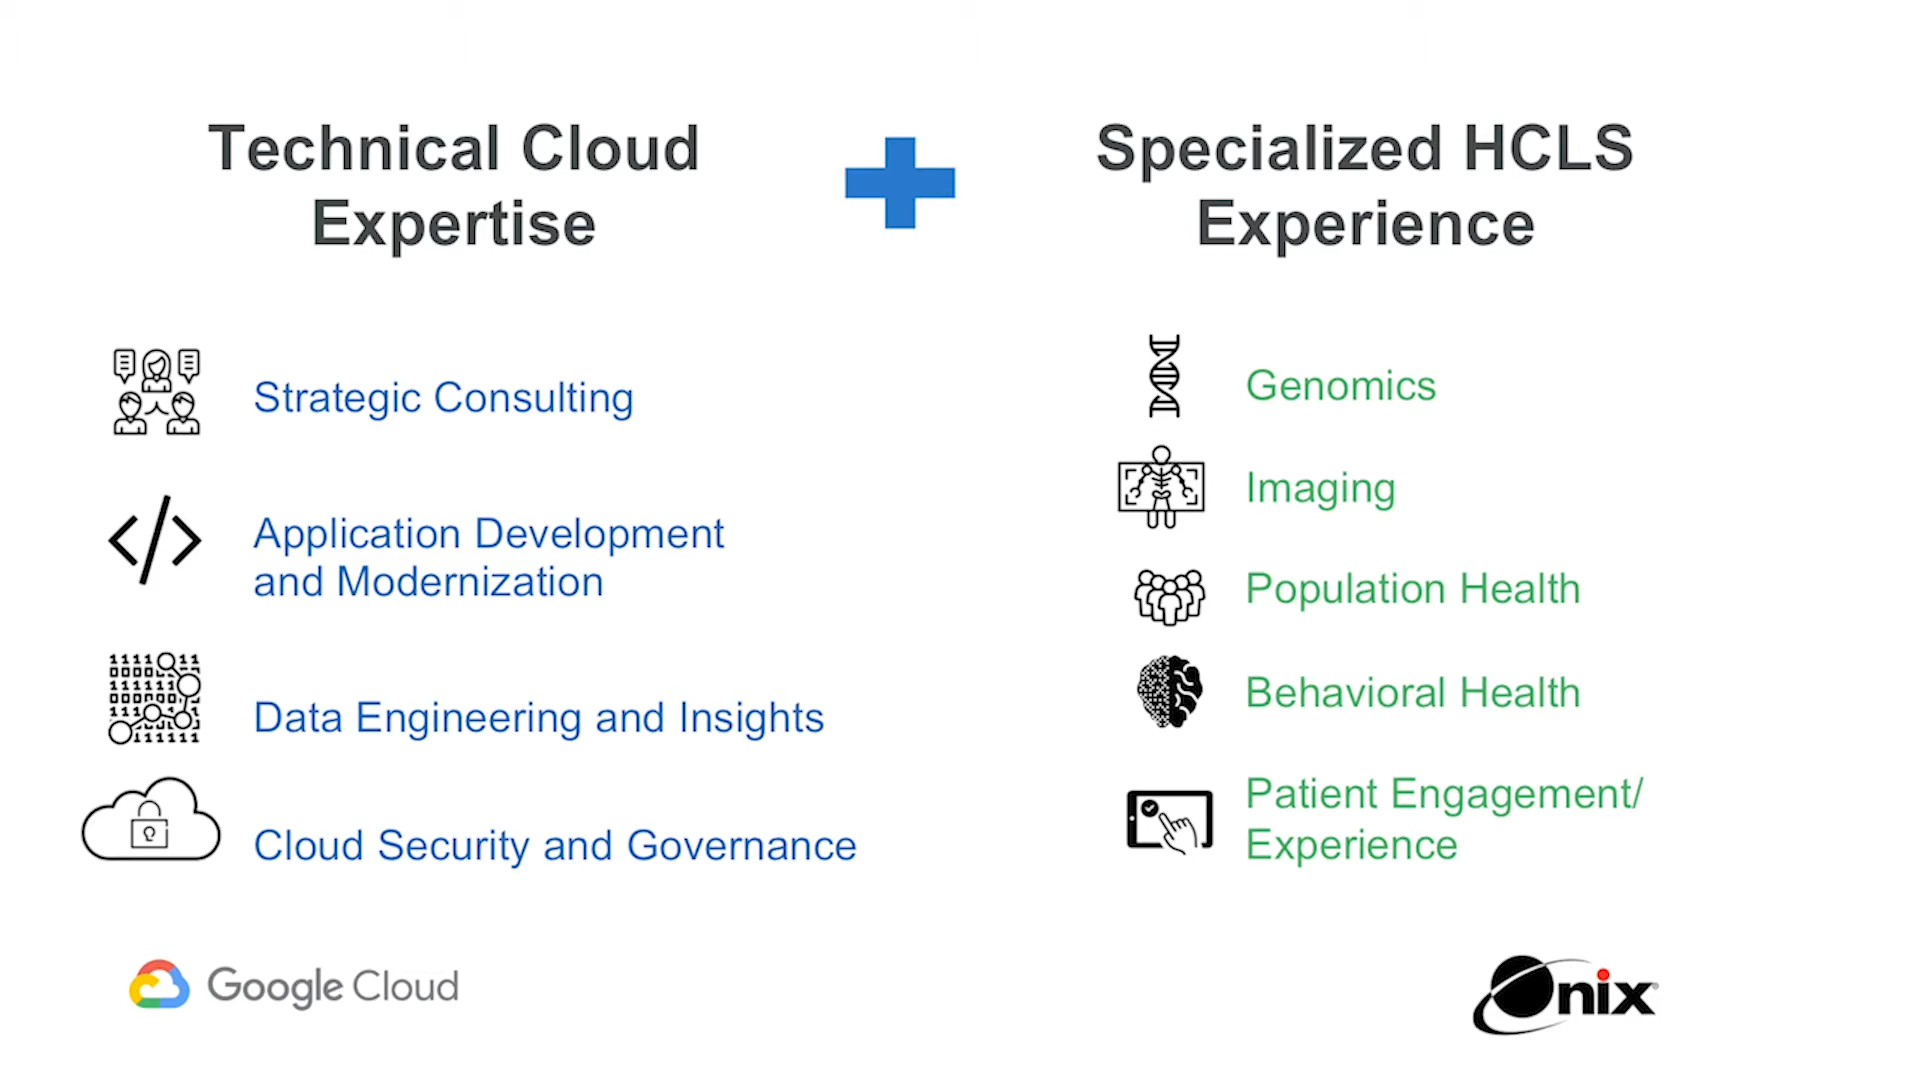 Technical Cloud
Expertise
Specialized HCLS
Experience
Strategic Consulting
Application Development
and Modernization
Data Engineering and Insights
Cloud Security and Governance
Genomics
Imaging
Population Health
Behavioral Health
Patient Engagement/
Experience
Google Cloud
Onix